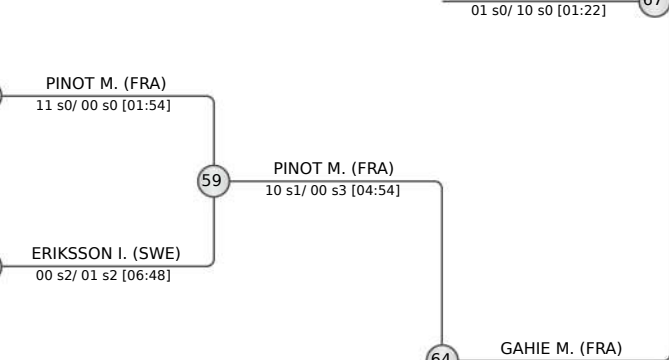 67
01 s0/ 10 s0 [01:22]
PINOT M. (FRA)
11 s0/ 00 s0 [01:54]
59
PINOT M. (FRA)
10 s1/ 00 s3 [04:54]
ERIKSSON I. (SWE)
00 s2/ 01 s2 [06:48]
64
GAHIE M. (FRA)